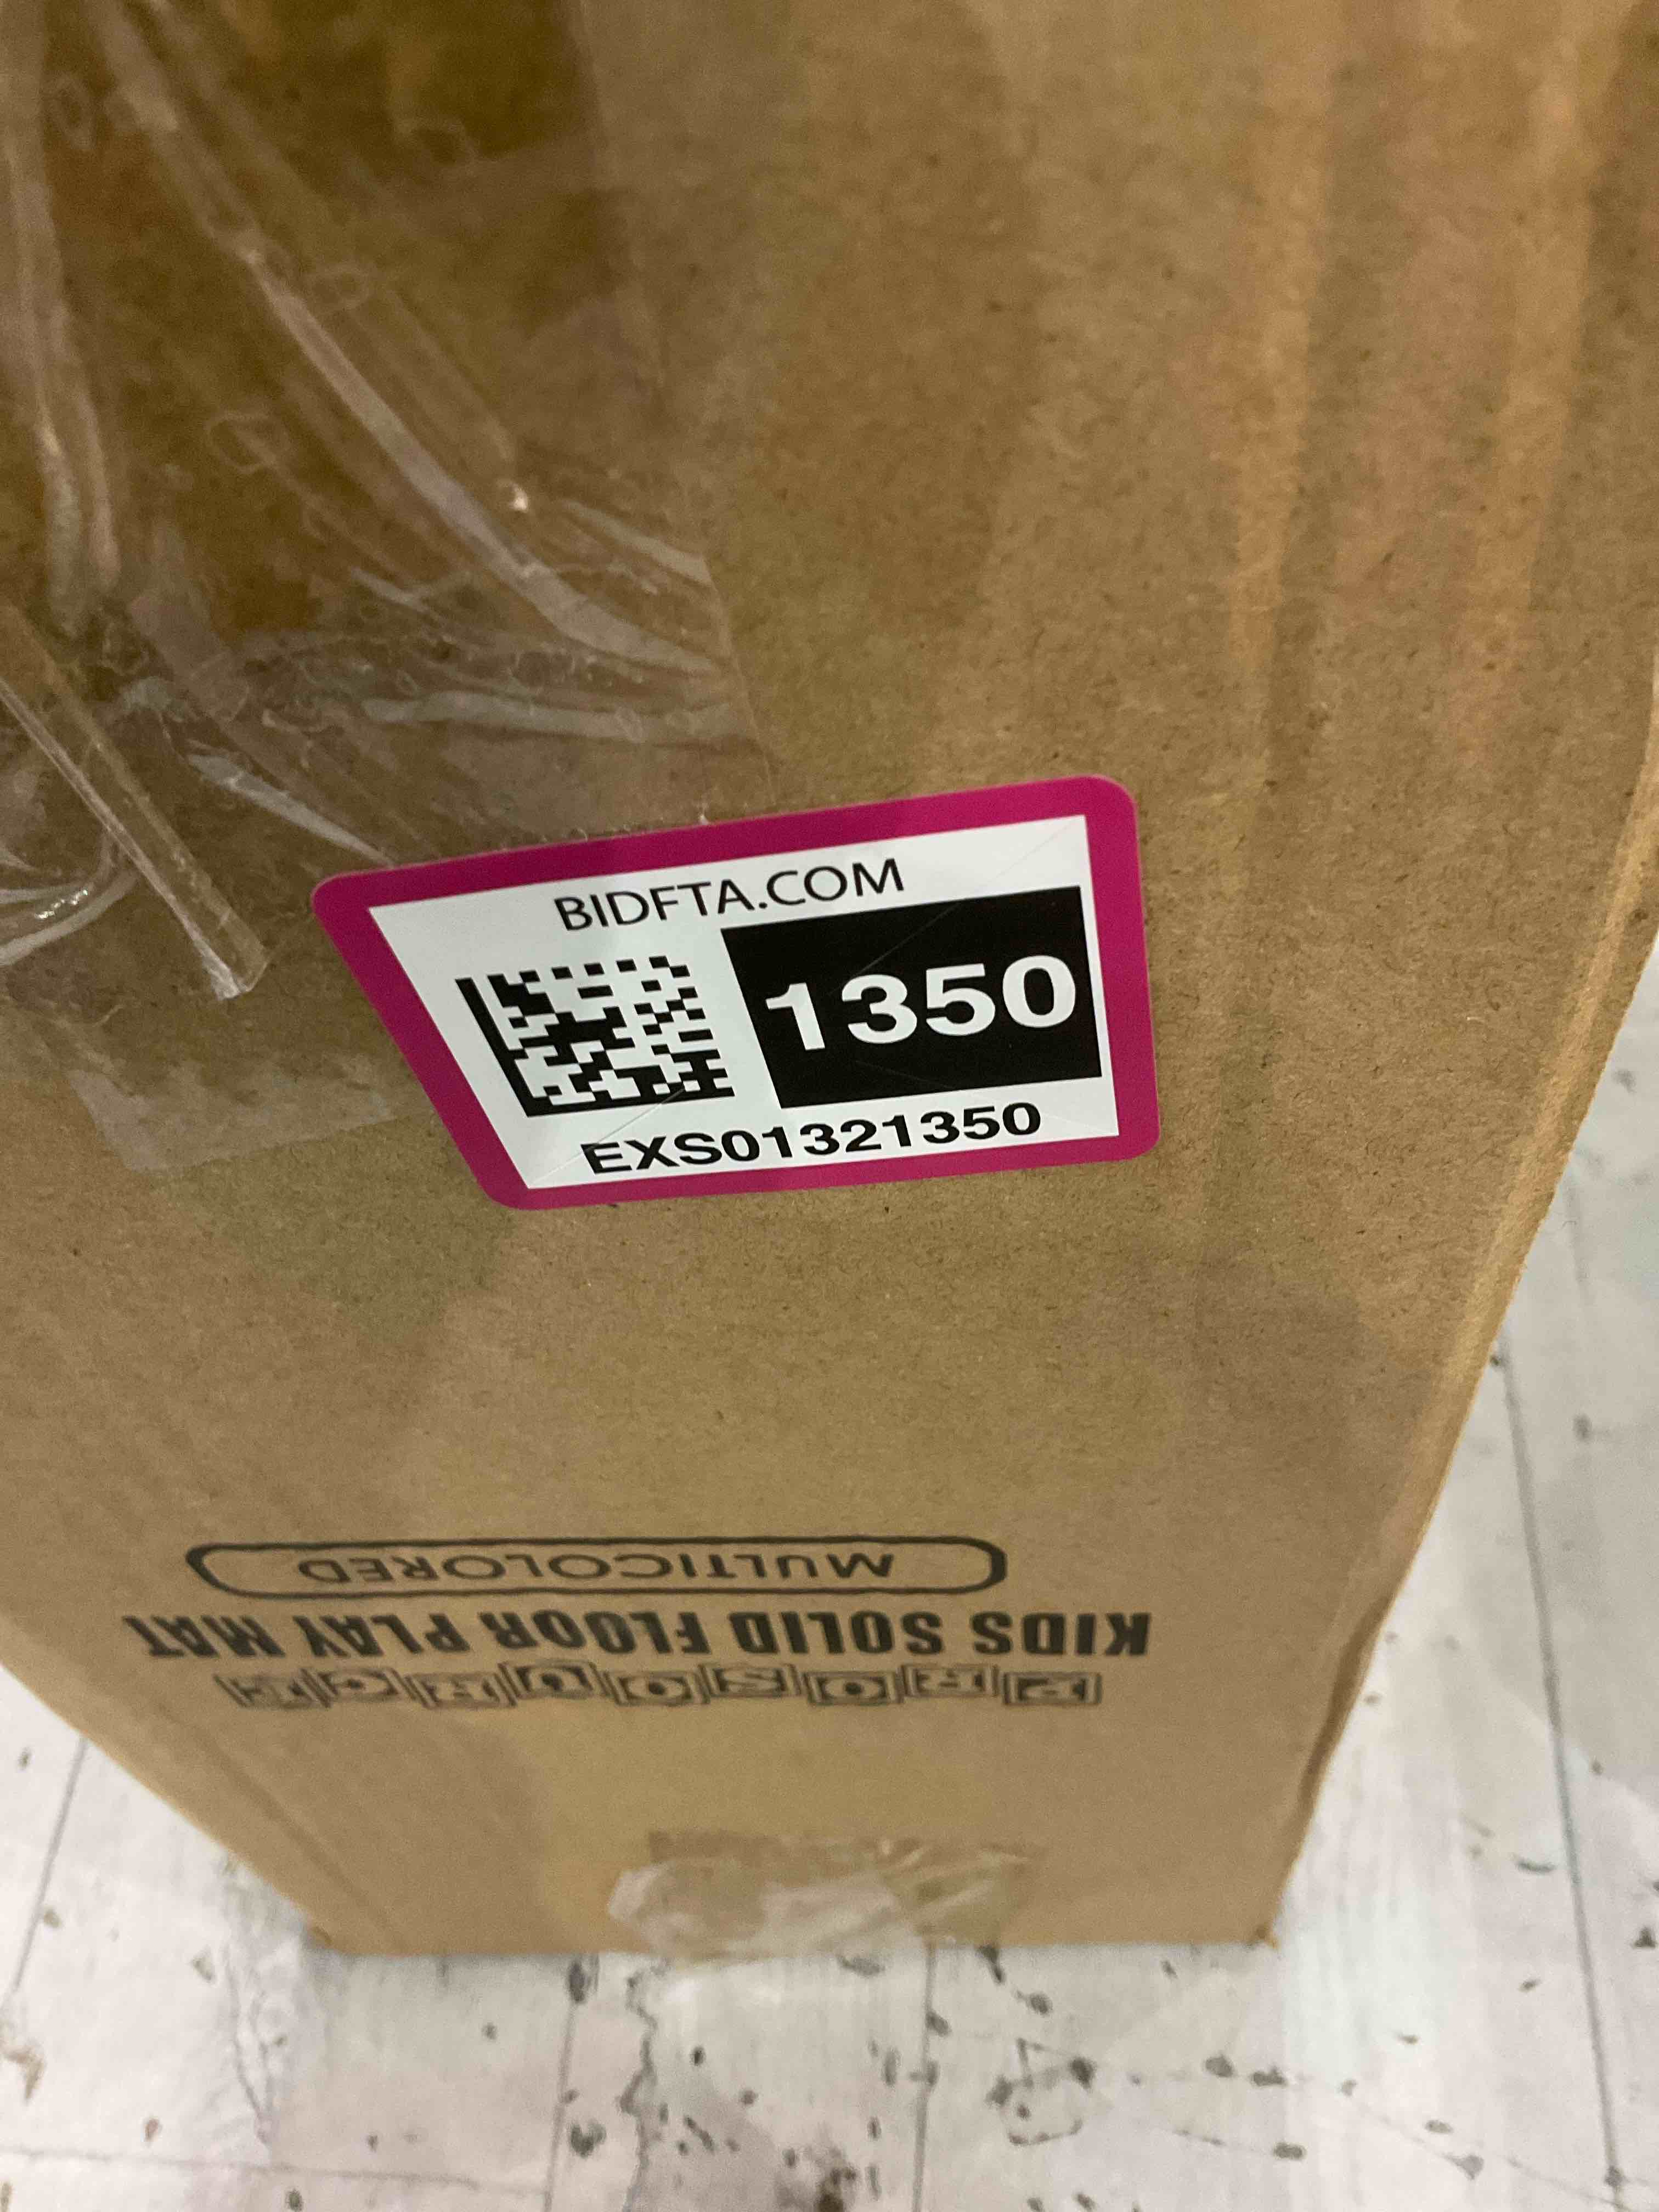 BIDFTA.COM
1350
EXS01321350
PROSOURCE
KIDS SOLID FLOOR PLAY MAT
MULTICOLORED